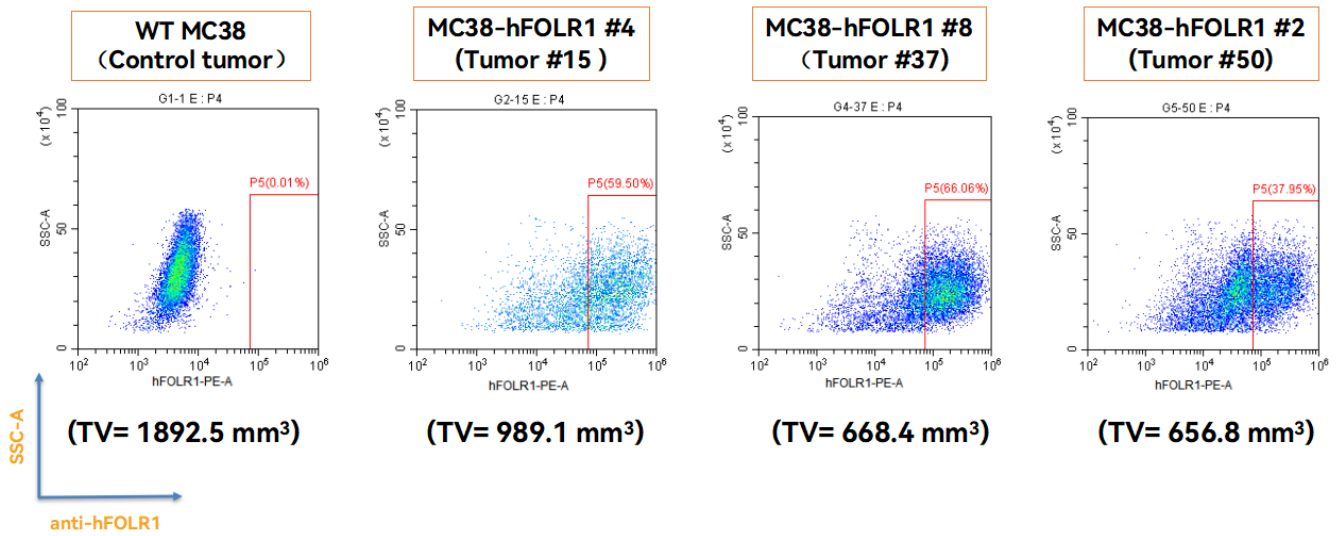 WT MC38
（Control tumor）
MC38-hFOLR1 #4
(Tumor #15 )
MC38-hFOLR1 #8
（Tumor #37)
MC38-hFOLR1 #2
(Tumor #50)
G1-1 E : P4
(x 10⁴)
100
50
0
SSC-A
P5(0.01%)
10² 10³ 10⁴ 10⁵ 10⁶
hFOLR1-PE-A
G2-15 E : P4
(x 10⁴)
100
50
0
SSC-A
P5(59.50%)
10² 10³ 10⁴ 10⁵ 10⁶
hFOLR1-PE-A
G4-37 E : P4
(x 10⁴)
100
50
0
SSC-A
P5(66.06%)
10² 10³ 10⁴ 10⁵ 10⁶
hFOLR1-PE-A
G5-50 E : P4
(x 10⁴)
100
50
0
SSC-A
P5(37.95%)
10² 10³ 10⁴ 10⁵ 10⁶
hFOLR1-PE-A
(TV= 1892.5 mm³)
(TV= 989.1 mm³)
(TV= 668.4 mm³)
(TV= 656.8 mm³)
SSC-A
anti-hFOLR1